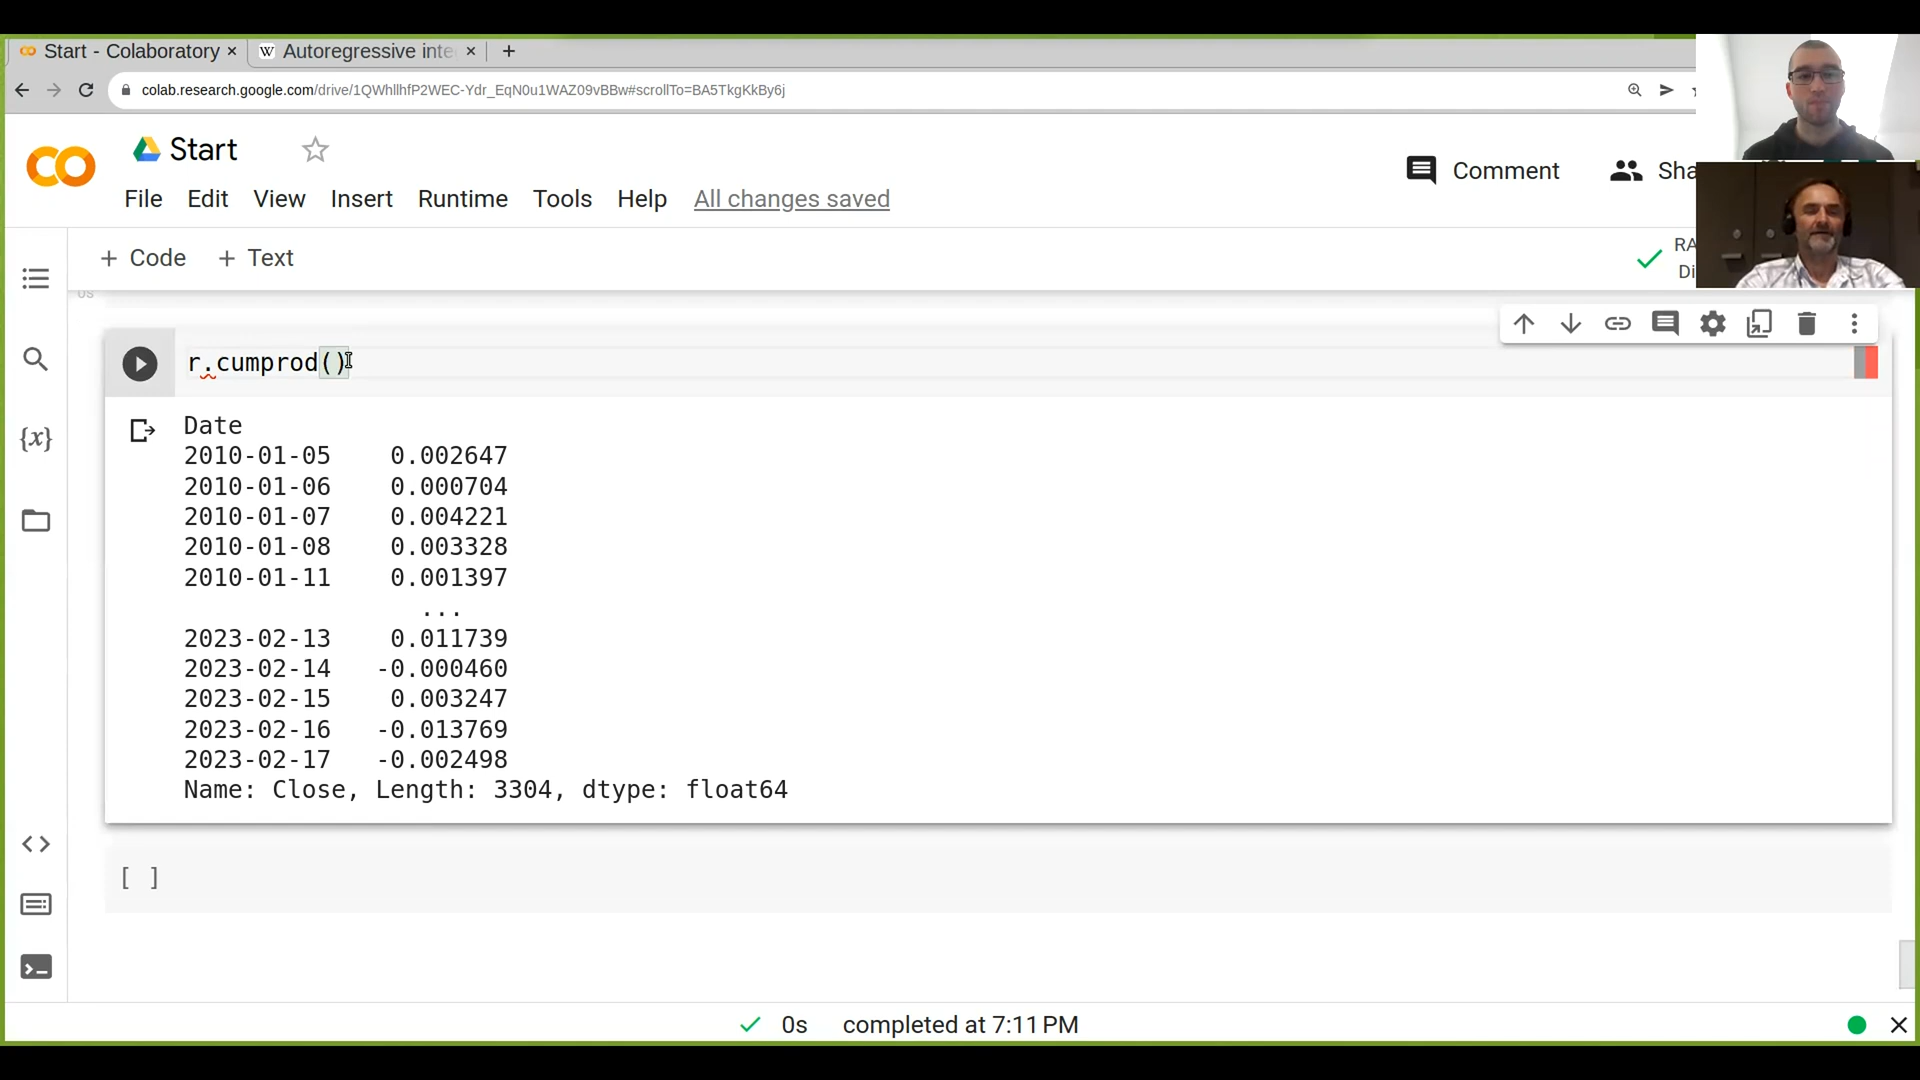 Start - Colaboratory
Autoregressive inte
colab.research.google.com/drive/1QWhllhfP2WEC-Ydr_EqN0u1WAZ09vBBw#scrollTo=BA5TkgKkBy6j
Start
Comment
Sha
File Edit View Insert Runtime Tools Help All changes saved
+ Code + Text
RA
Di
0s
r.cumprod()
Date
2010-01-05 0.002647
2010-01-06 0.000704
2010-01-07 0.004221
2010-01-08 0.003328
2010-01-11 0.001397
...
2023-02-13 0.011739
2023-02-14 -0.000460
2023-02-15 0.003247
2023-02-16 -0.013769
2023-02-17 -0.002498
Name: Close, Length: 3304, dtype: float64
[ ]
0s completed at 7:11 PM